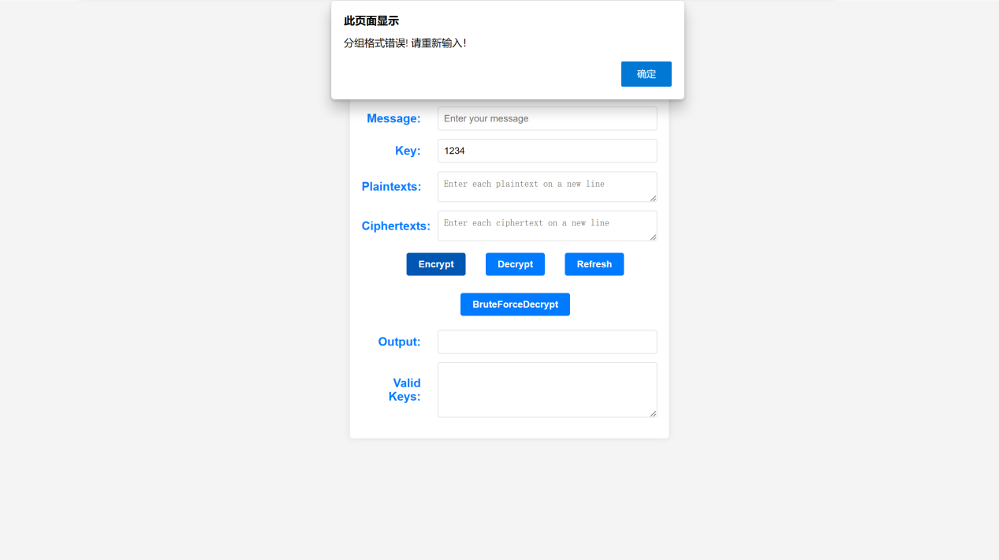 此页面显示
分组格式错误! 请重新输入!
确定
Message:
Enter your message
Key:
1234
Plaintexts:
Enter each plaintext on a new line
Ciphertexts:
Enter each ciphertext on a new line
Encrypt
Decrypt
Refresh
BruteForceDecrypt
Output:
Valid
Keys: